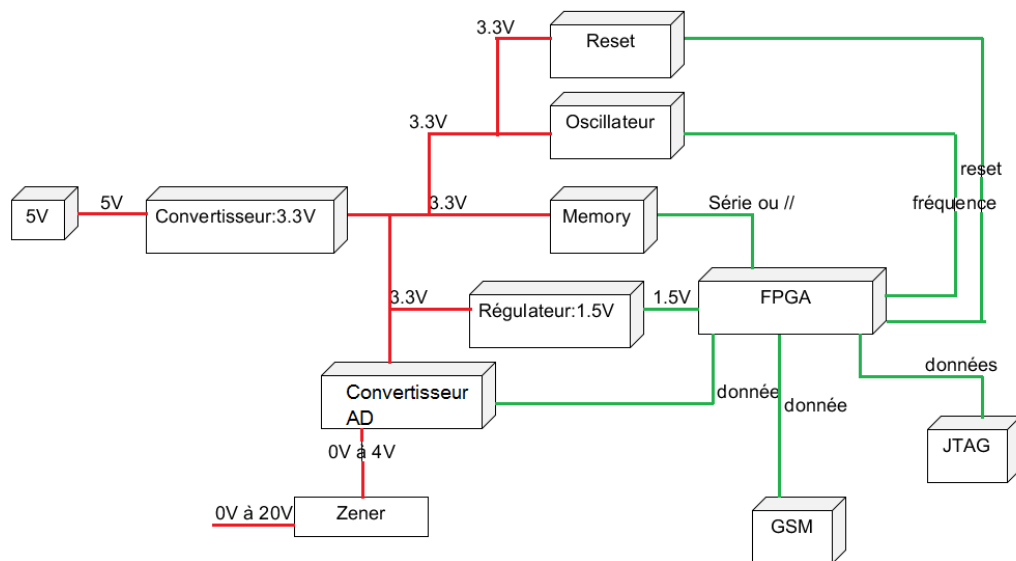 3.3V
Reset
3.3V
Oscillateur
reset
5V
5V
Convertisseur:3.3V
3.3V
Memory
Série ou //
fréquence
3.3V
Régulateur:1.5V
1.5V
FPGA
Convertisseur
AD
donnée
donnée
données
0V à 4V
JTAG
0V à 20V
Zener
GSM